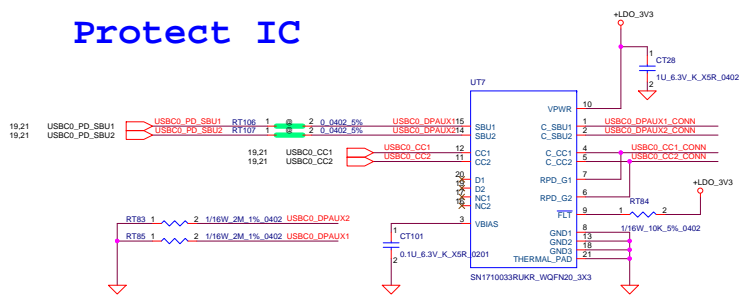 Protect IC
+LDO_3V3
CT28
1U_6.3V_K_X5R_0402
1
2
UT7
VPWR 10
19,21 USBC0_PD_SBU1 USBC0_PD_SBU1 RT106 1 @ 2 0_0402_5% USBC0_DPAUX1 15 SBU1 C_SBU1 1 USBC0_DPAUX1_CONN
19,21 USBC0_PD_SBU2 USBC0_PD_SBU2 RT107 1 @ 2 0_0402_5% USBC0_DPAUX2 14 SBU2 C_SBU2 2 USBC0_DPAUX2_CONN
19,21 USBC0_CC1 USBC0_CC1 12 CC1 C_CC1 4 USBC0_CC1_CONN
19,21 USBC0_CC2 USBC0_CC2 11 CC2 C_CC2 5 USBC0_CC2_CONN
20 D1 RPD_G1 7
19 D2
17 NC1 RPD_G2 6
16 NC2
+LDO_3V3
RT84
FLT 9 1 2
1/16W_10K_5%_0402
RT83 1 2 1/16W_2M_1%_0402 USBC0_DPAUX2
RT85 1 2 1/16W_2M_1%_0402 USBC0_DPAUX1
3 VBIAS
1
CT101
0.1U_6.3V_K_X5R_0201
2
GND1 8
GND2 13
GND3 18
THERMAL_PAD 21
SN1710033RUKR_WQFN20_3X3